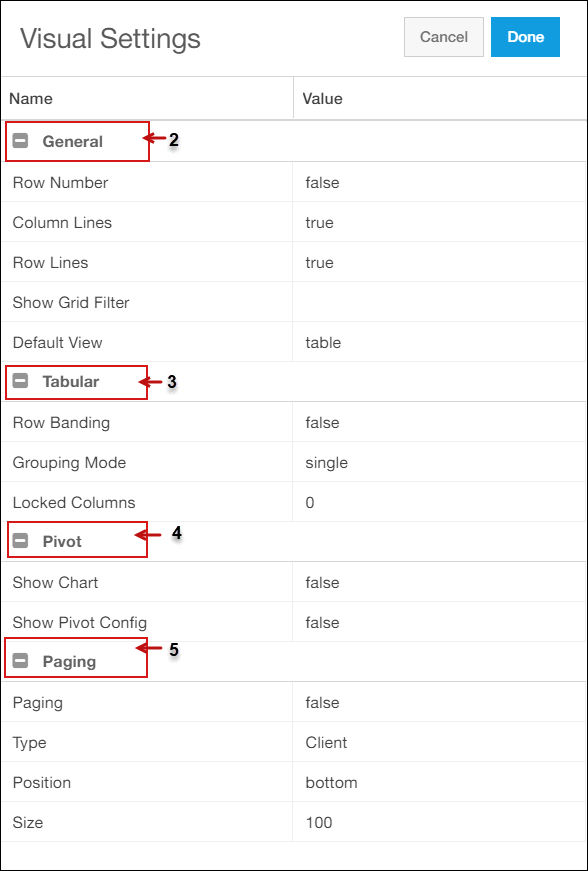 Visual Settings Cancel Done
Name Value
General 2
Row Number false
Column Lines true
Row Lines true
Show Grid Filter
Default View table
Tabular 3
Row Banding false
Grouping Mode single
Locked Columns 0
Pivot 4
Show Chart false
Show Pivot Config false
Paging 5
Paging false
Type Client
Position bottom
Size 100